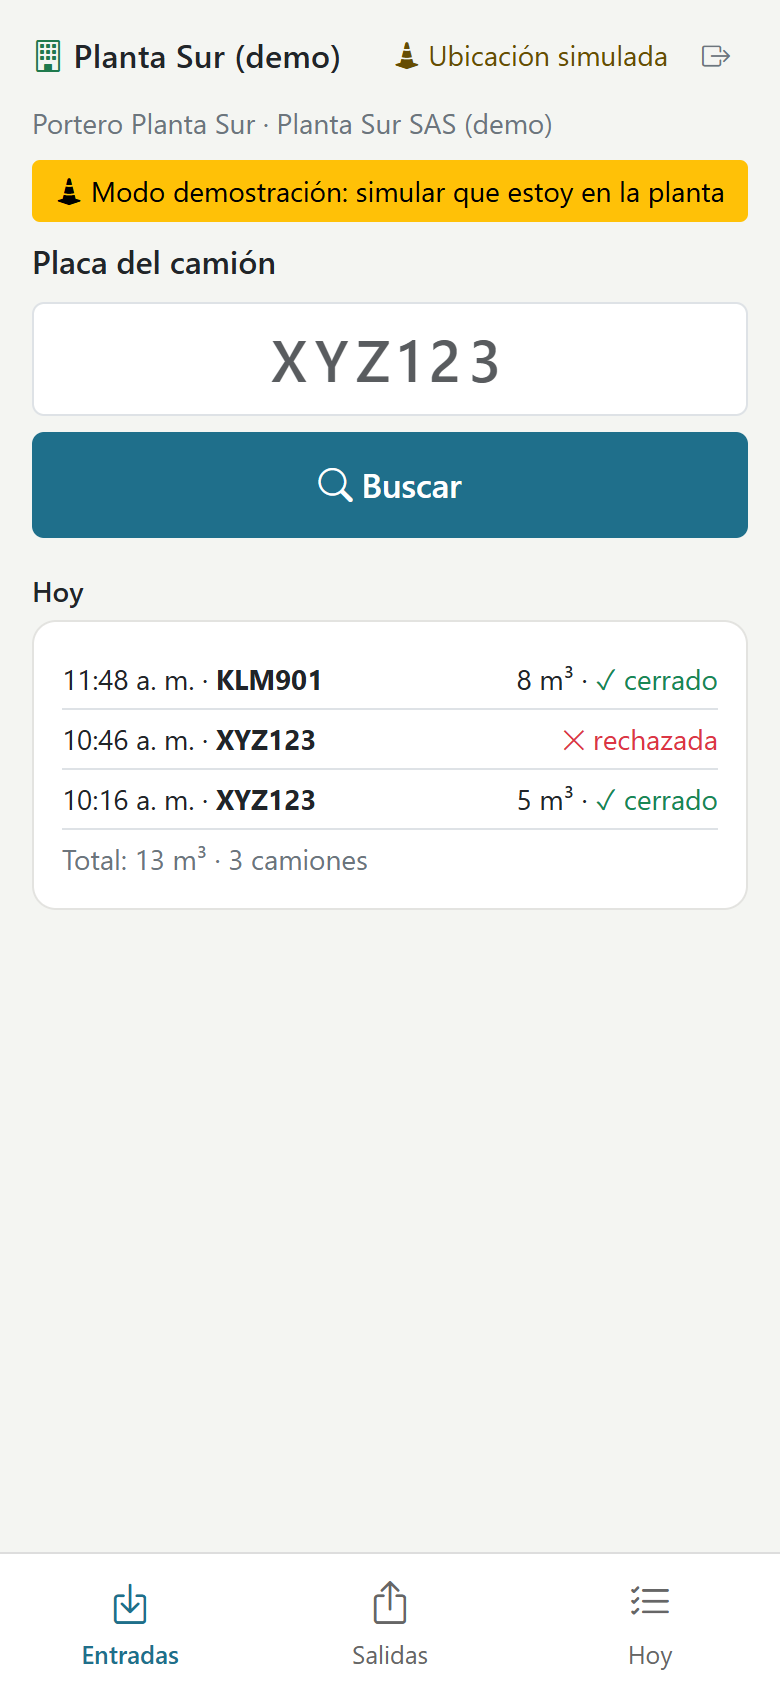 Planta Sur (demo) Ubicación simulada
Portero Planta Sur · Planta Sur SAS (demo)
Modo demostración: simular que estoy en la planta
Placa del camión
XYZ123
Buscar
Hoy
11:48 a. m. · KLM901 8 m³ · ✓ cerrado
10:46 a. m. · XYZ123 ✕ rechazada
10:16 a. m. · XYZ123 5 m³ · ✓ cerrado
Total: 13 m³ · 3 camiones
Entradas Salidas Hoy